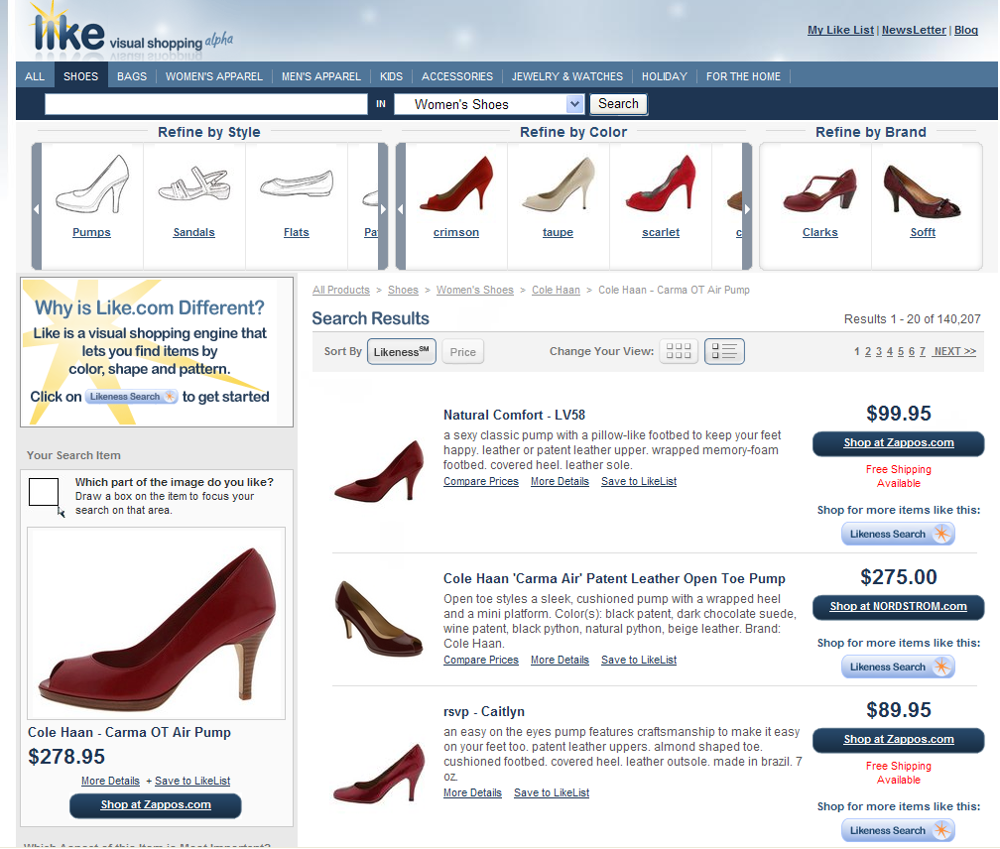 like visual shopping alpha
My Like List | NewsLetter | Blog
ALL SHOES BAGS WOMEN'S APPAREL MEN'S APPAREL KIDS ACCESSORIES JEWELRY & WATCHES HOLIDAY FOR THE HOME
IN Women's Shoes Search
Refine by Style
Pumps Sandals Flats Pa
Refine by Color
crimson taupe scarlet c
Refine by Brand
Clarks Sofft
Why is Like.com Different?
Like is a visual shopping engine that
lets you find items by
color, shape and pattern.
Click on Likeness Search to get started
Your Search Item
Which part of the image do you like?
Draw a box on the item to focus your
search on that area.
Cole Haan - Carma OT Air Pump
$278.95
More Details + Save to LikeList
Shop at Zappos.com
Which Aspect of this Item is Most Important?
All Products > Shoes > Women's Shoes > Cole Haan > Cole Haan - Carma OT Air Pump
Search Results
Results 1 - 20 of 140,207
Sort By Likeness℠ Price Change Your View: 1 2 3 4 5 6 7 NEXT >>
Natural Comfort - LV58
a sexy classic pump with a pillow-like footbed to keep your feet
happy. leather or patent leather upper. wrapped memory-foam
footbed. covered heel. leather sole.
Compare Prices More Details Save to LikeList
$99.95
Shop at Zappos.com
Free Shipping
Available
Shop for more items like this:
Likeness Search
Cole Haan 'Carma Air' Patent Leather Open Toe Pump
Open toe styles a sleek, cushioned pump with a wrapped heel
and a mini platform. Color(s): black patent, dark chocolate suede,
wine patent, black python, natural python, beige leather. Brand:
Cole Haan.
Compare Prices More Details Save to LikeList
$275.00
Shop at NORDSTROM.com
Shop for more items like this:
Likeness Search
rsvp - Caitlyn
an easy on the eyes pump features craftsmanship to make it easy
on your feet too. patent leather uppers. almond shaped toe.
cushioned footbed. covered heel. leather outsole. made in brazil. 7
oz.
More Details Save to LikeList
$89.95
Shop at Zappos.com
Free Shipping
Available
Shop for more items like this:
Likeness Search